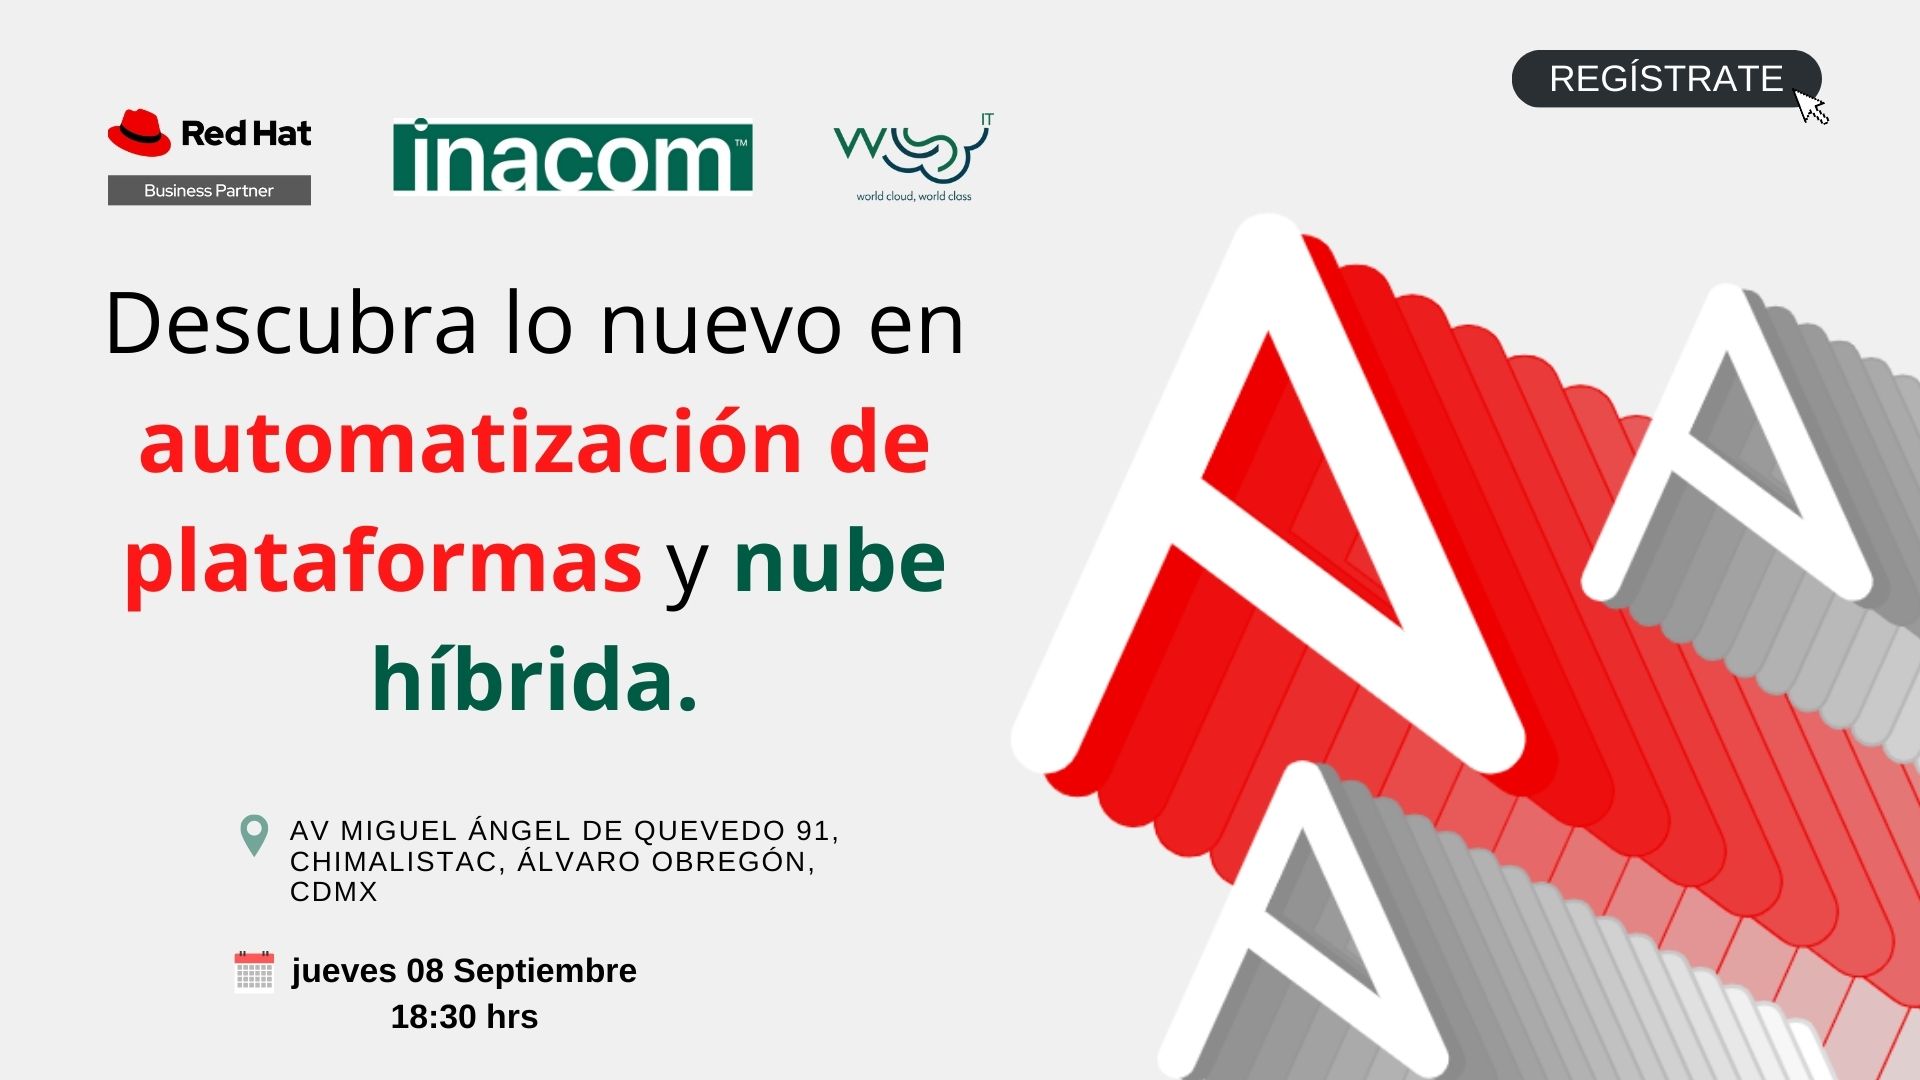 REGÍSTRATE
Red Hat
Business Partner
inacom™
IT
world cloud, world class
Descubra lo nuevo en
automatización de
plataformas y nube
híbrida.
AV MIGUEL ÁNGEL DE QUEVEDO 91,
CHIMALISTAC, ÁLVARO OBREGÓN,
CDMX
jueves 08 Septiembre
18:30 hrs